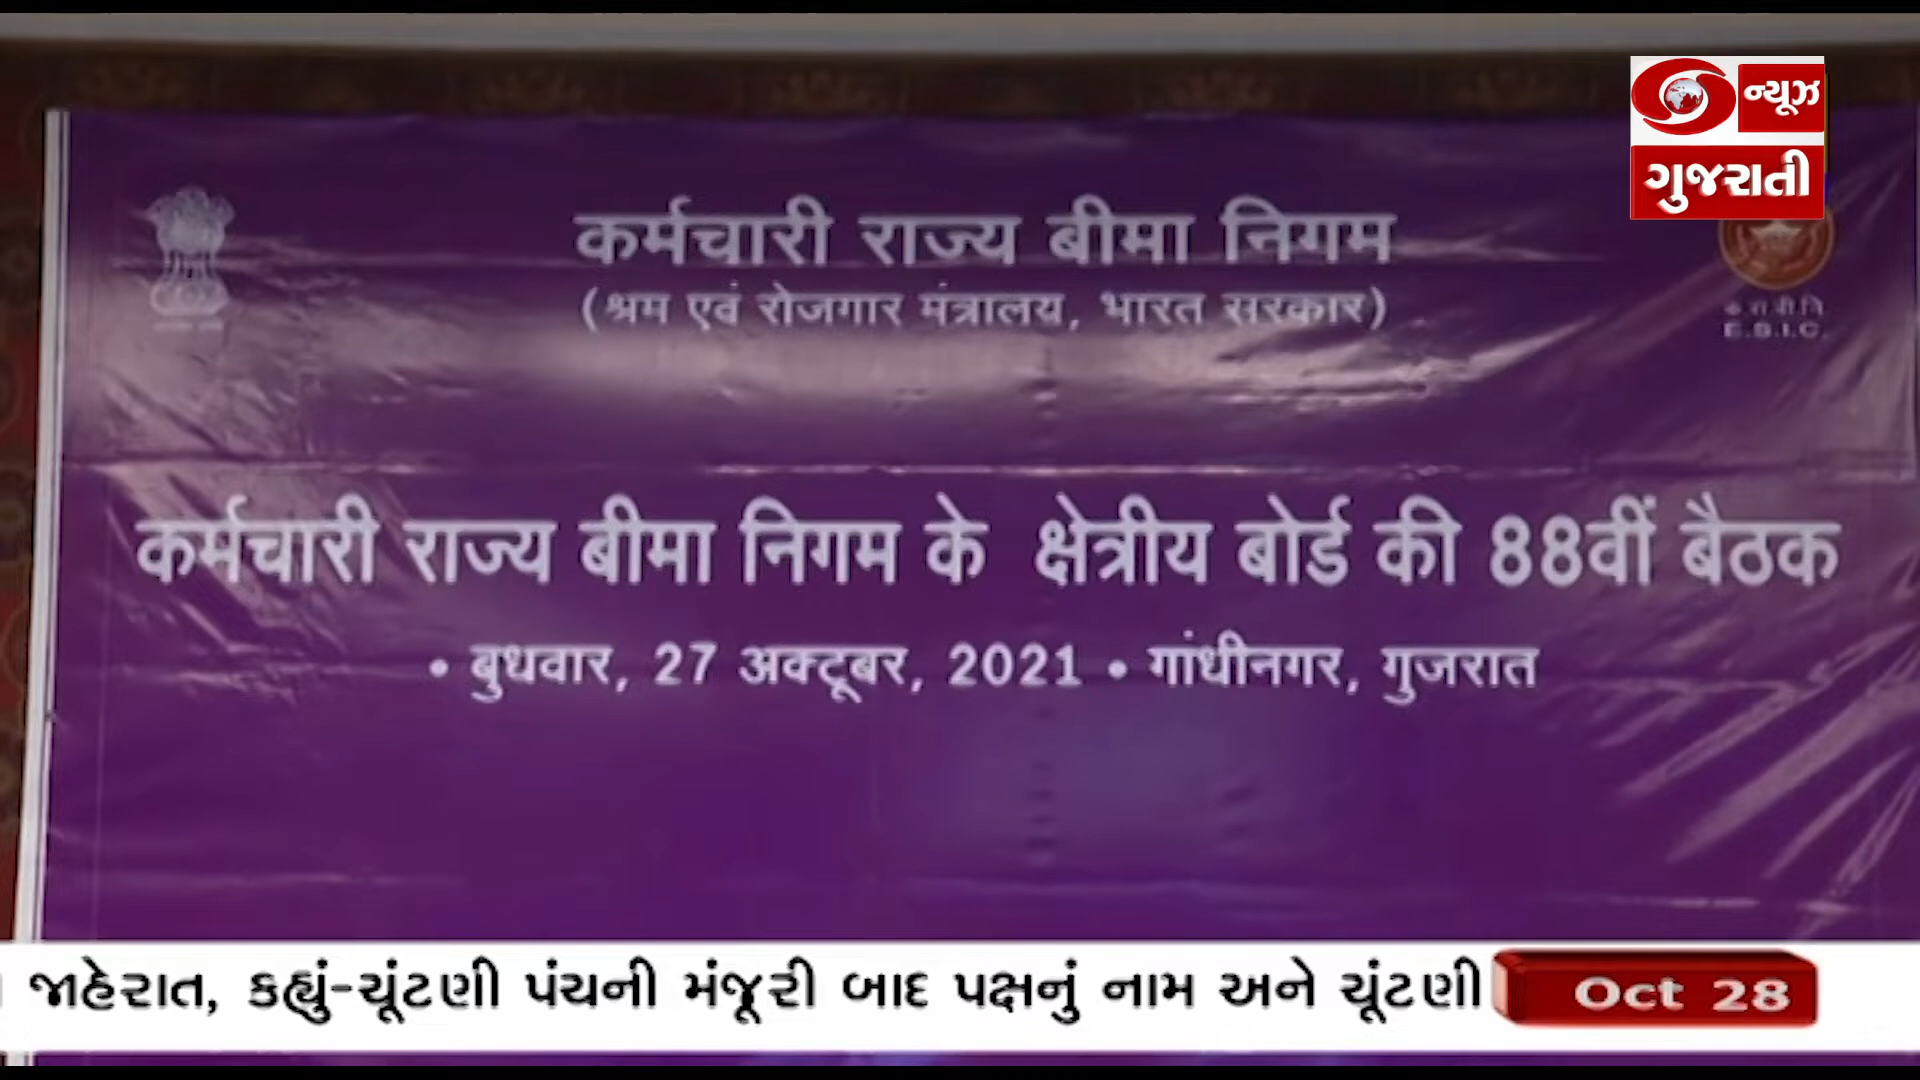 ન્યૂઝ
ગુજરાતી
कर्मचारी राज्य बीमा निगम
(श्रम एवं रोजगार मंत्रालय, भारत सरकार)
क रा बी नि
E.S.I.C.
कर्मचारी राज्य बीमा निगम के क्षेत्रीय बोर्ड की 88वीं बैठक
• बुधवार, 27 अक्टूबर, 2021 • गांधीनगर, गुजरात
જાહેરાત, કહ્યું-ચૂંટણી પંચની મંજૂરી બાદ પક્ષનું નામ અને ચૂંટણી
Oct 28